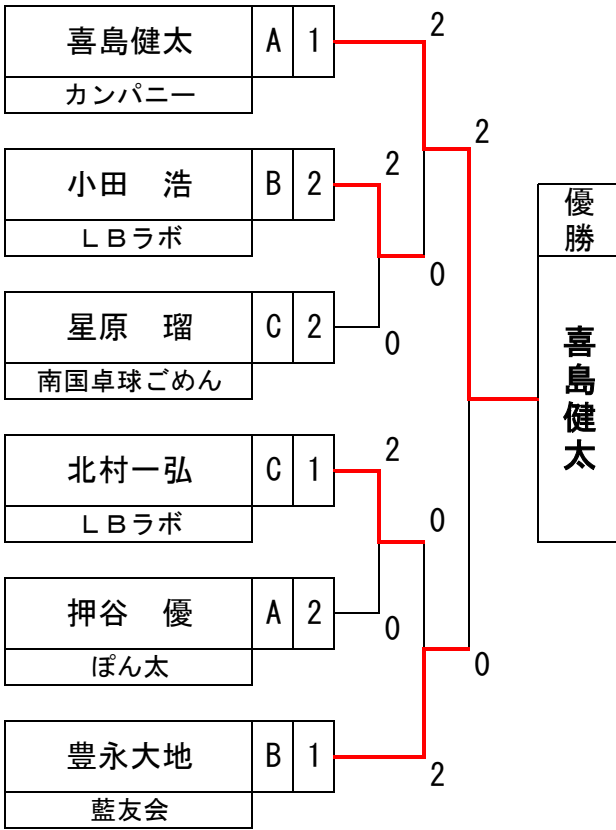 喜島健太 A 1
カンパニー
2
小田　浩 B 2
ＬＢラボ
2
2
0
星原　瑠 C 2
南国卓球ごめん
0
北村一弘 C 1
ＬＢラボ
2
0
押谷　優 A 2
ぽん太
0
0
豊永大地 B 1
藍友会
2
優勝
喜島健太